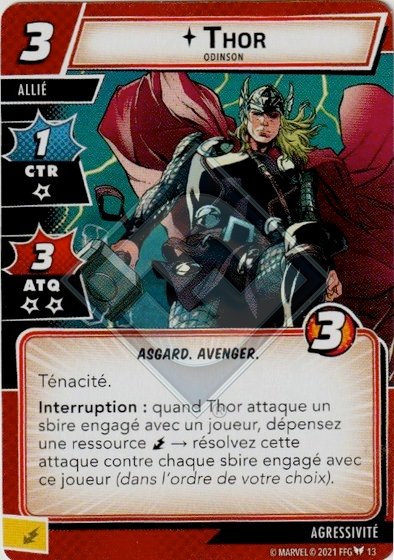 3
THOR
ODINSON
ALLIÉ
1
CTR
3
ATQ
3
ASGARD. AVENGER.
Ténacité.
Interruption : quand Thor attaque un
sbire engagé avec un joueur, dépensez
une ressource → résolvez cette
attaque contre chaque sbire engagé avec
ce joueur (dans l'ordre de votre choix).
AGRESSIVITÉ
© MARVEL © 2021 FFG 13